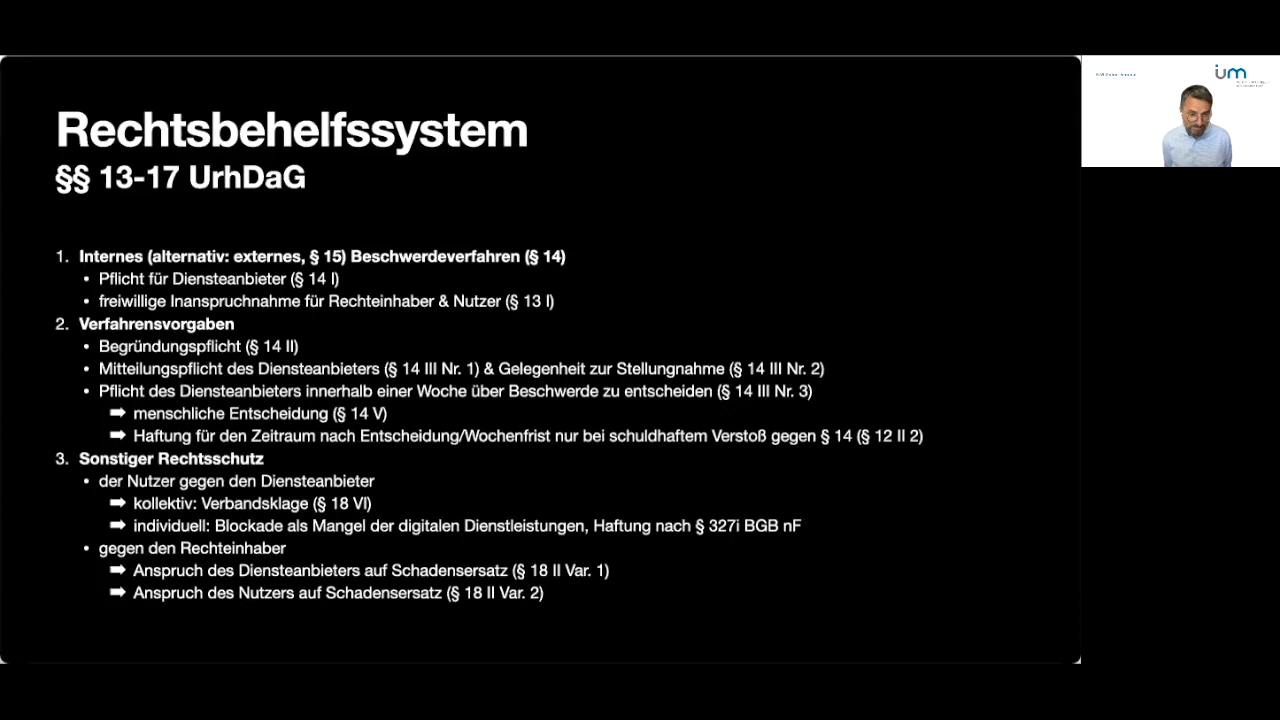 Rechtsbehelfssystem
§§ 13-17 UrhDaG
1. Internes (alternativ: externes, § 15) Beschwerdeverfahren (§ 14)
• Pflicht für Diensteanbieter (§ 14 I)
• freiwillige Inanspruchnahme für Rechteinhaber & Nutzer (§ 13 I)
2. Verfahrensvorgaben
• Begründungspflicht (§ 14 II)
• Mitteilungspflicht des Diensteanbieters (§ 14 III Nr. 1) & Gelegenheit zur Stellungnahme (§ 14 III Nr. 2)
• Pflicht des Diensteanbieters innerhalb einer Woche über Beschwerde zu entscheiden (§ 14 III Nr. 3)
➡ menschliche Entscheidung (§ 14 V)
➡ Haftung für den Zeitraum nach Entscheidung/Wochenfrist nur bei schuldhaftem Verstoß gegen § 14 (§ 12 II 2)
3. Sonstiger Rechtsschutz
• der Nutzer gegen den Diensteanbieter
➡ kollektiv: Verbandsklage (§ 18 VI)
➡ individuell: Blockade als Mangel der digitalen Dienstleistungen, Haftung nach § 327i BGB nF
• gegen den Rechteinhaber
➡ Anspruch des Diensteanbieters auf Schadensersatz (§ 18 II Var. 1)
➡ Anspruch des Nutzers auf Schadensersatz (§ 18 II Var. 2)
um